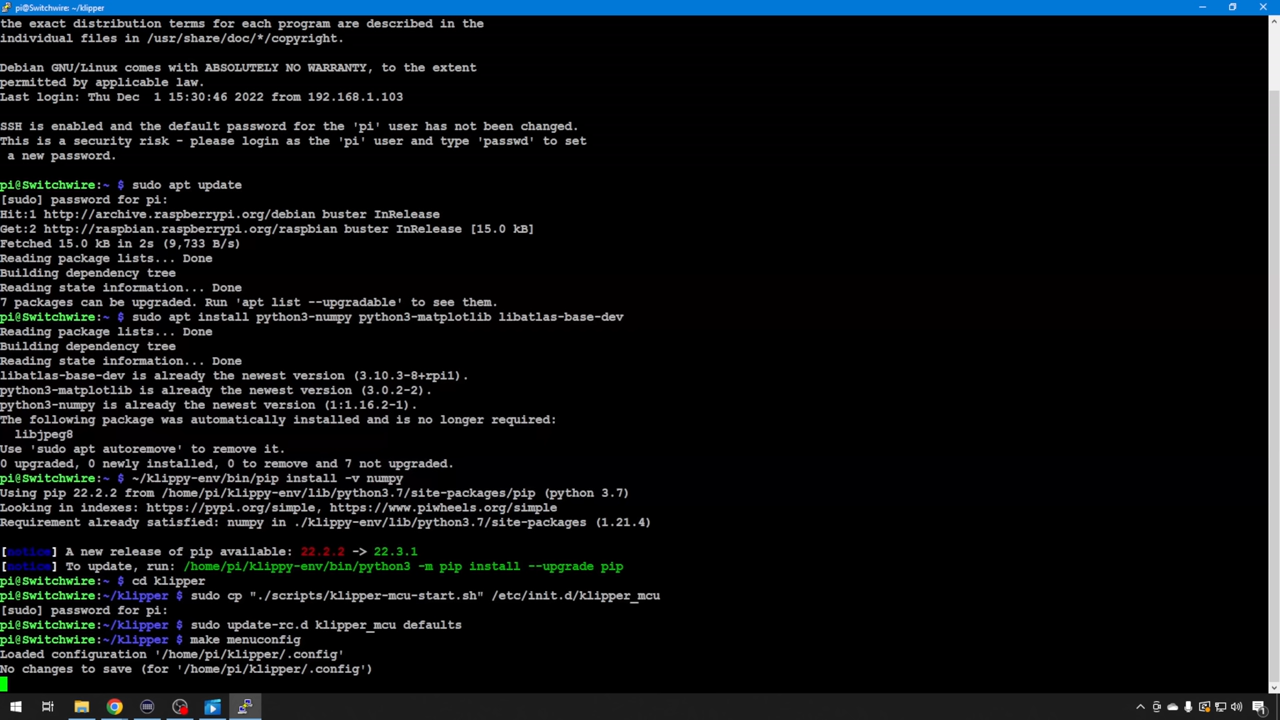 pi@Switchwire: ~/klipper
the exact distribution terms for each program are described in the
individual files in /usr/share/doc/*/copyright.
Debian GNU/Linux comes with ABSOLUTELY NO WARRANTY, to the extent
permitted by applicable law.
Last login: Thu Dec  1 15:30:46 2022 from 192.168.1.103
SSH is enabled and the default password for the 'pi' user has not been changed.
This is a security risk - please login as the 'pi' user and type 'passwd' to set
 a new password.
pi@Switchwire:~ $ sudo apt update
[sudo] password for pi:
Hit:1 http://archive.raspberrypi.org/debian buster InRelease
Get:2 http://raspbian.raspberrypi.org/raspbian buster InRelease [15.0 kB]
Fetched 15.0 kB in 2s (9,733 B/s)
Reading package lists... Done
Building dependency tree
Reading state information... Done
7 packages can be upgraded. Run 'apt list --upgradable' to see them.
pi@Switchwire:~ $ sudo apt install python3-numpy python3-matplotlib libatlas-base-dev
Reading package lists... Done
Building dependency tree
Reading state information... Done
libatlas-base-dev is already the newest version (3.10.3-8+rpi1).
python3-matplotlib is already the newest version (3.0.2-2).
python3-numpy is already the newest version (1:1.16.2-1).
The following package was automatically installed and is no longer required:
  libjpeg8
Use 'sudo apt autoremove' to remove it.
0 upgraded, 0 newly installed, 0 to remove and 7 not upgraded.
pi@Switchwire:~ $ ~/klippy-env/bin/pip install -v numpy
Using pip 22.2.2 from /home/pi/klippy-env/lib/python3.7/site-packages/pip (python 3.7)
Looking in indexes: https://pypi.org/simple, https://www.piwheels.org/simple
Requirement already satisfied: numpy in ./klippy-env/lib/python3.7/site-packages (1.21.4)
[notice] A new release of pip available: 22.2.2 -> 22.3.1
[notice] To update, run: /home/pi/klippy-env/bin/python3 -m pip install --upgrade pip
pi@Switchwire:~ $ cd klipper
pi@Switchwire:~/klipper $ sudo cp "./scripts/klipper-mcu-start.sh" /etc/init.d/klipper_mcu
[sudo] password for pi:
pi@Switchwire:~/klipper $ sudo update-rc.d klipper_mcu defaults
pi@Switchwire:~/klipper $ make menuconfig
Loaded configuration '/home/pi/klipper/.config'
No changes to save (for '/home/pi/klipper/.config')
1